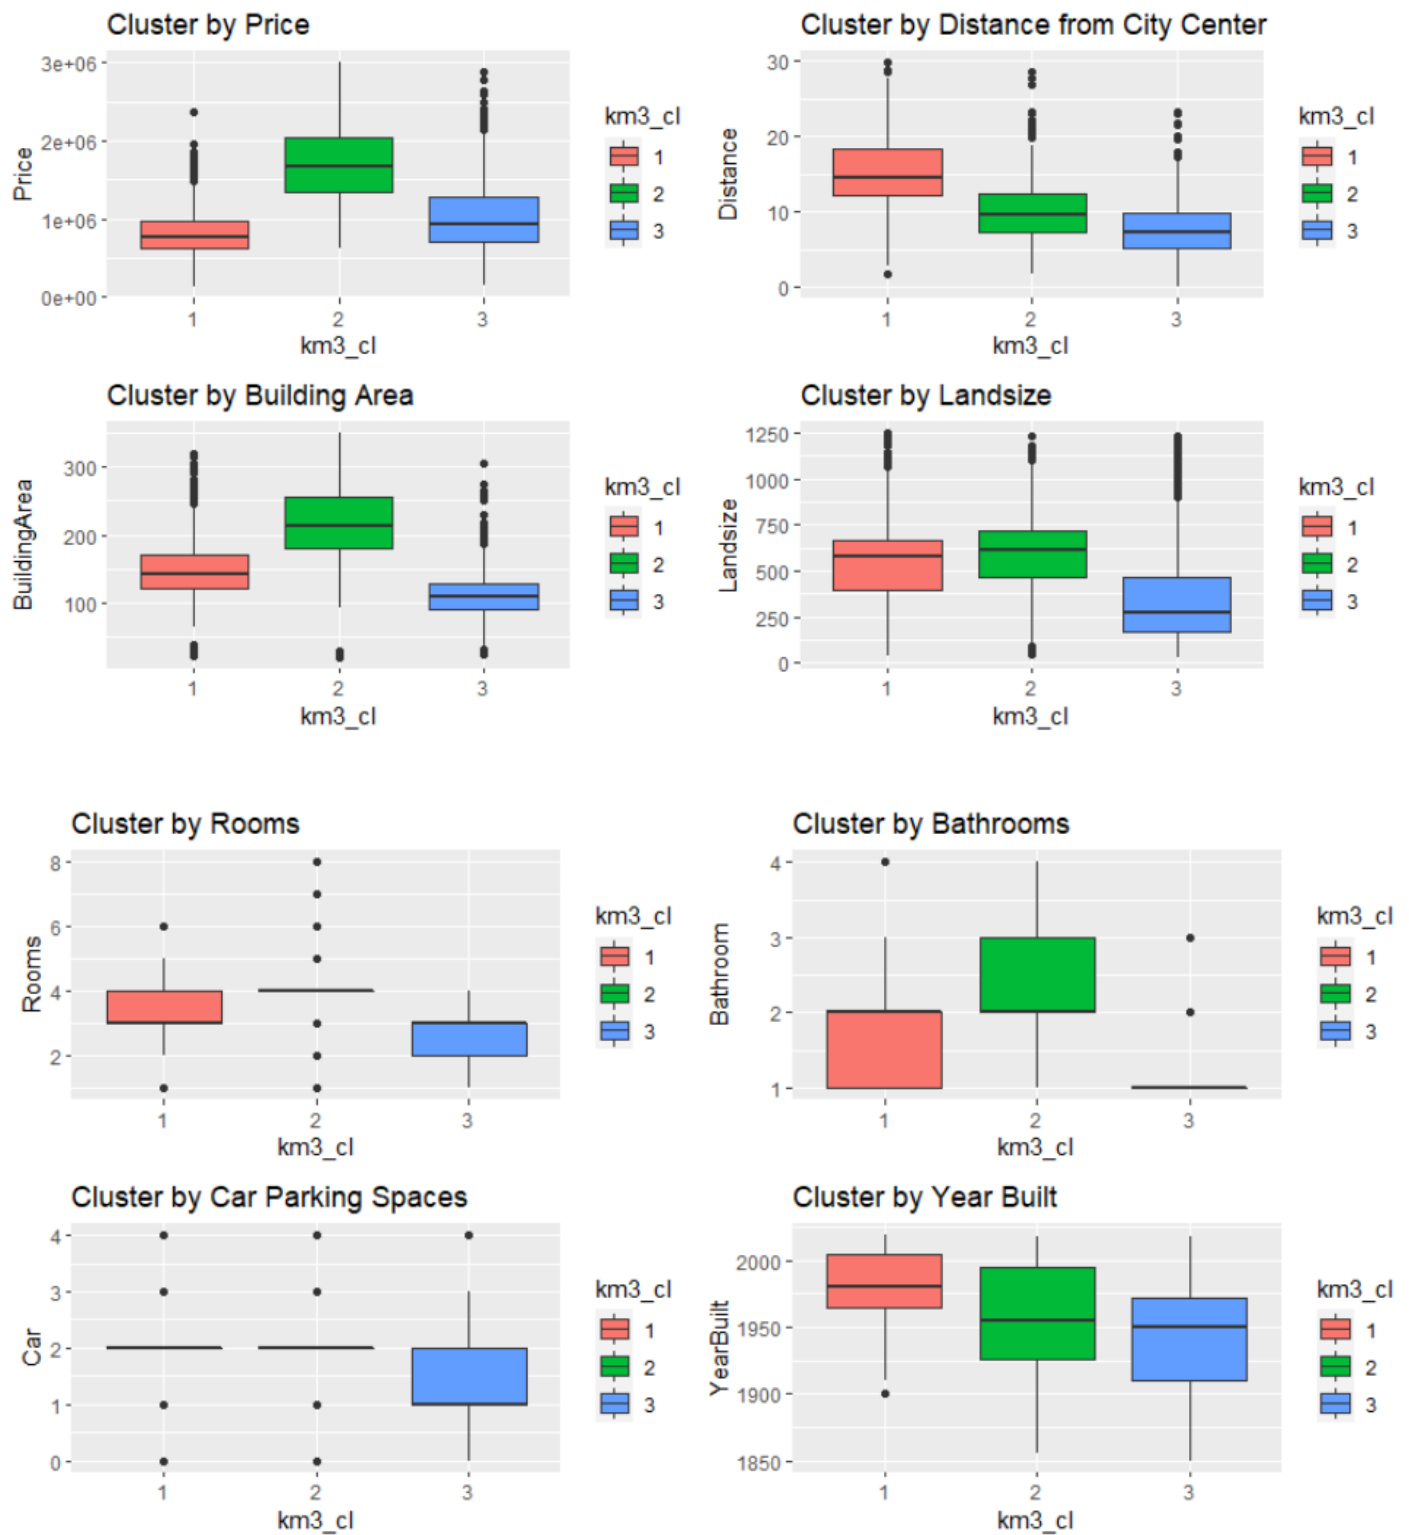 Cluster by Price
3e+06
2e+06
1e+06
0e+00
Price
1 2 3
km3_cl
km3_cl
1
2
3
Cluster by Distance from City Center
30
20
10
0
Distance
1 2 3
km3_cl
km3_cl
1
2
3
Cluster by Building Area
300
200
100
BuildingArea
1 2 3
km3_cl
km3_cl
1
2
3
Cluster by Landsize
1250
1000
750
500
250
0
Landsize
1 2 3
km3_cl
km3_cl
1
2
3
Cluster by Rooms
8
6
4
2
Rooms
1 2 3
km3_cl
km3_cl
1
2
3
Cluster by Bathrooms
4
3
2
1
Bathroom
1 2 3
km3_cl
km3_cl
1
2
3
Cluster by Car Parking Spaces
4
3
2
1
0
Car
1 2 3
km3_cl
km3_cl
1
2
3
Cluster by Year Built
2000
1950
1900
1850
YearBuilt
1 2 3
km3_cl
km3_cl
1
2
3